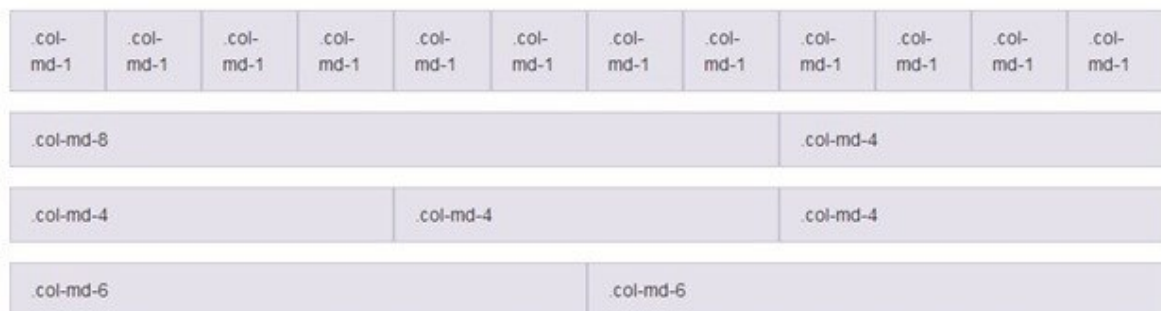 .col- .col- .col- .col- .col- .col- .col- .col- .col- .col- .col- .col-
md-1 md-1 md-1 md-1 md-1 md-1 md-1 md-1 md-1 md-1 md-1 md-1
.col-md-8 .col-md-4
.col-md-4 .col-md-4 .col-md-4
.col-md-6 .col-md-6